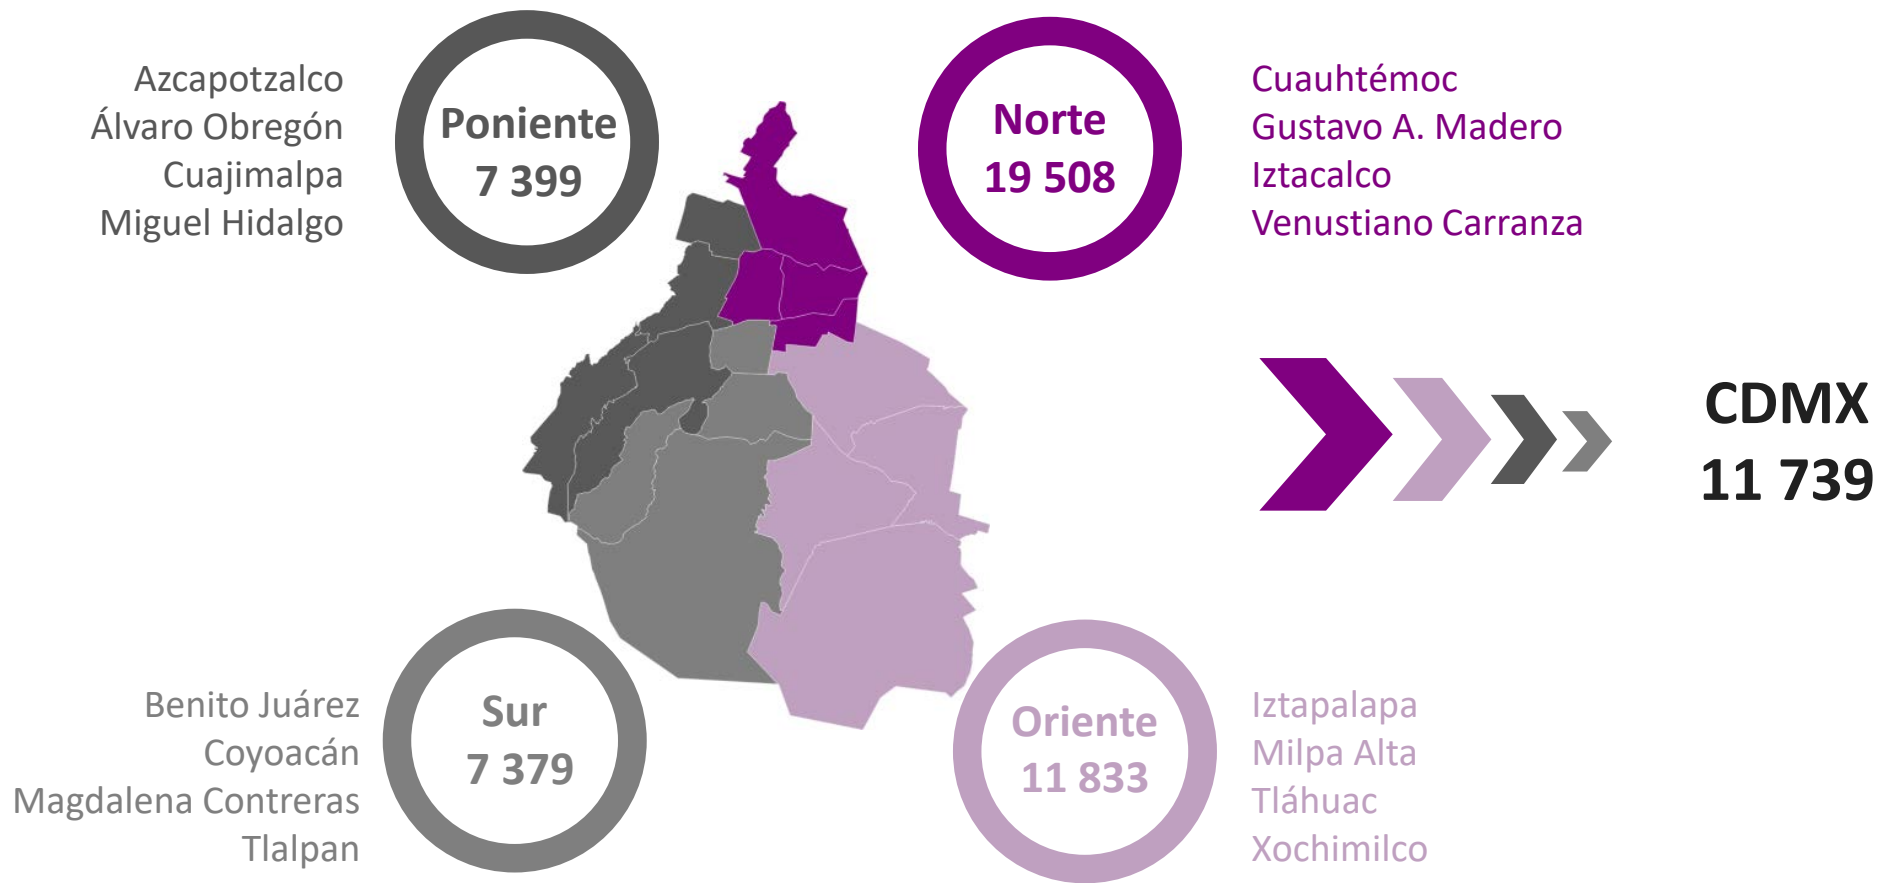 Azcapotzalco
Álvaro Obregón
Cuajimalpa
Miguel Hidalgo
Poniente
7 399
Norte
19 508
Cuauhtémoc
Gustavo A. Madero
Iztacalco
Venustiano Carranza
CDMX
11 739
Benito Juárez
Coyoacán
Magdalena Contreras
Tlalpan
Sur
7 379
Oriente
11 833
Iztapalapa
Milpa Alta
Tláhuac
Xochimilco